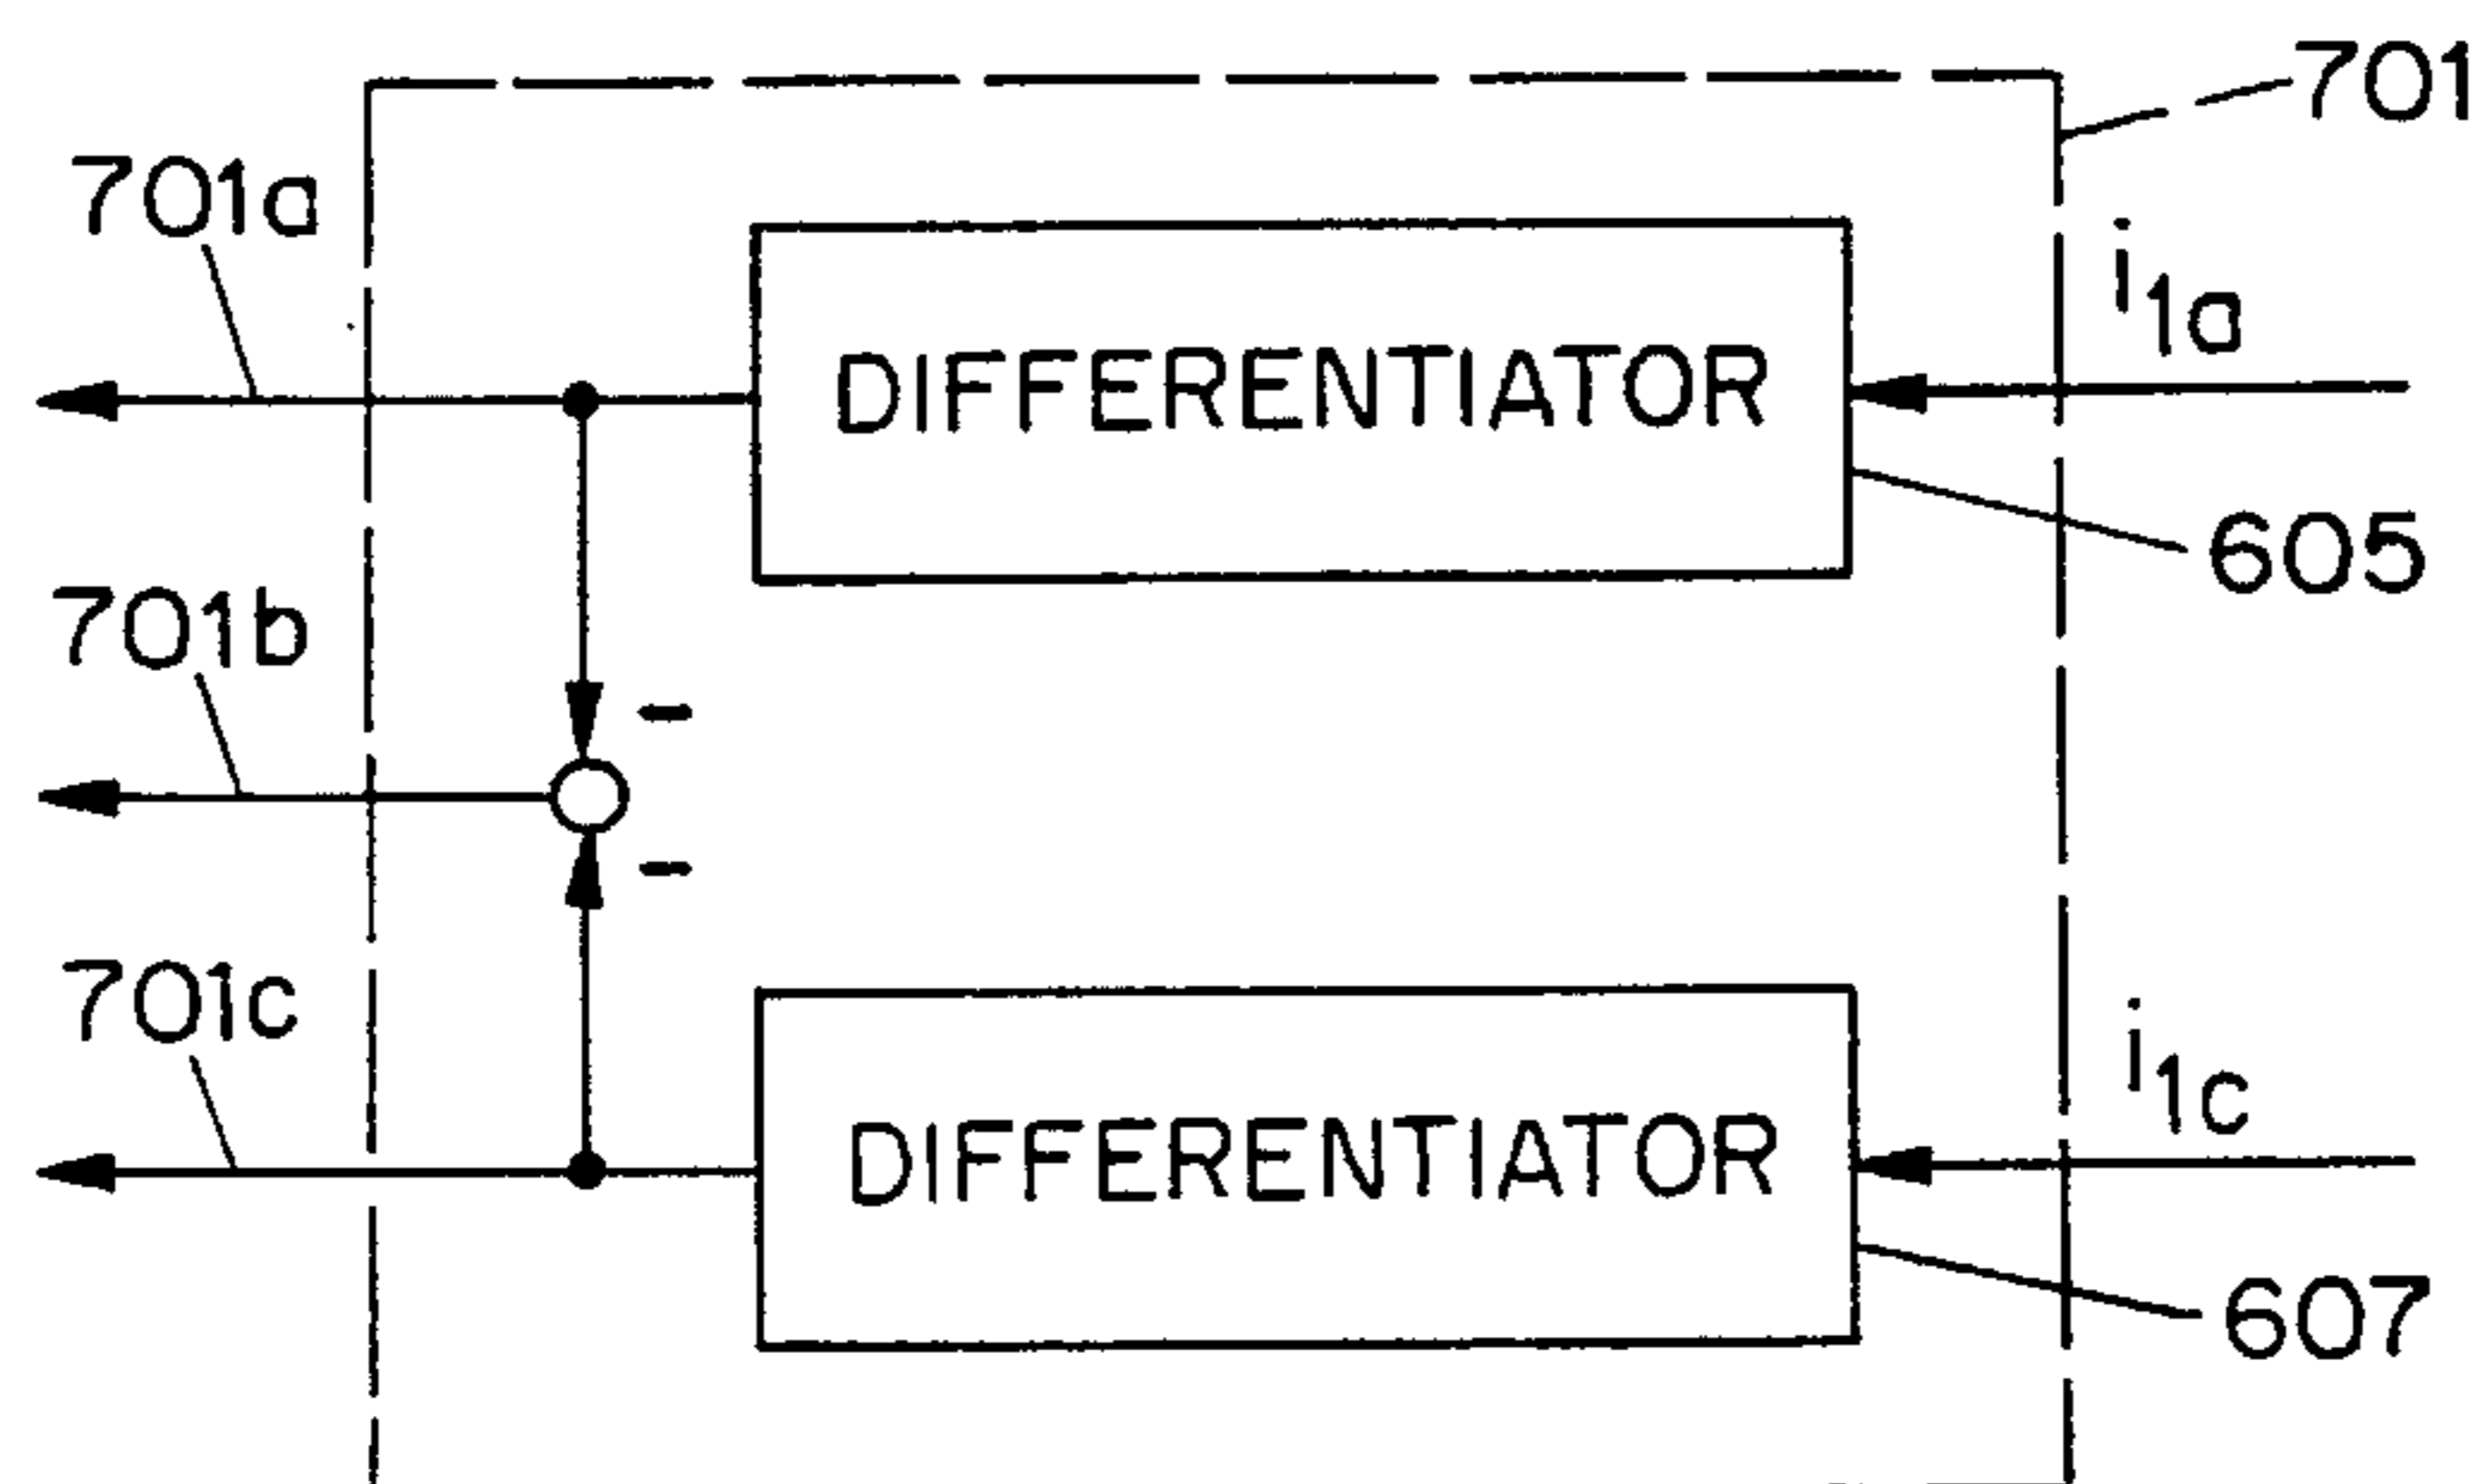 701
701a
i1a
DIFFERENTIATOR
605
701b
-
-
701c
i1c
DIFFERENTIATOR
607